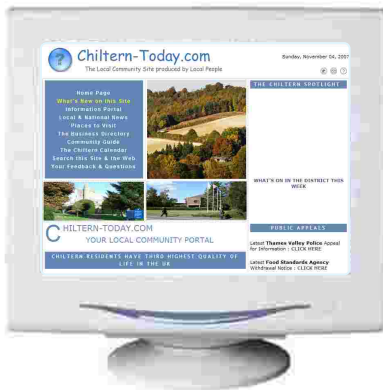 Chiltern-Today.com
The Local Community Site produced by Local People
Sunday, November 04, 2007
Home Page
What's New on this Site
Information Portal
Local & National News
Places to Visit
The Business Directory
Community Guide
The Chiltern Calendar
Search this Site & the Web
Your Feedback & Questions
CHILTERN-TODAY.COM
YOUR LOCAL COMMUNITY PORTAL
CHILTERN RESIDENTS HAVE THIRD HIGHEST QUALITY OF
LIFE IN THE UK
THE CHILTERN SPOTLIGHT
WHAT'S ON IN THE DISTRICT THIS
WEEK
PUBLIC APPEALS
Latest Thames Valley Police Appeal
for Information : CLICK HERE
Latest Food Standards Agency
Withdrawal Notice : CLICK HERE